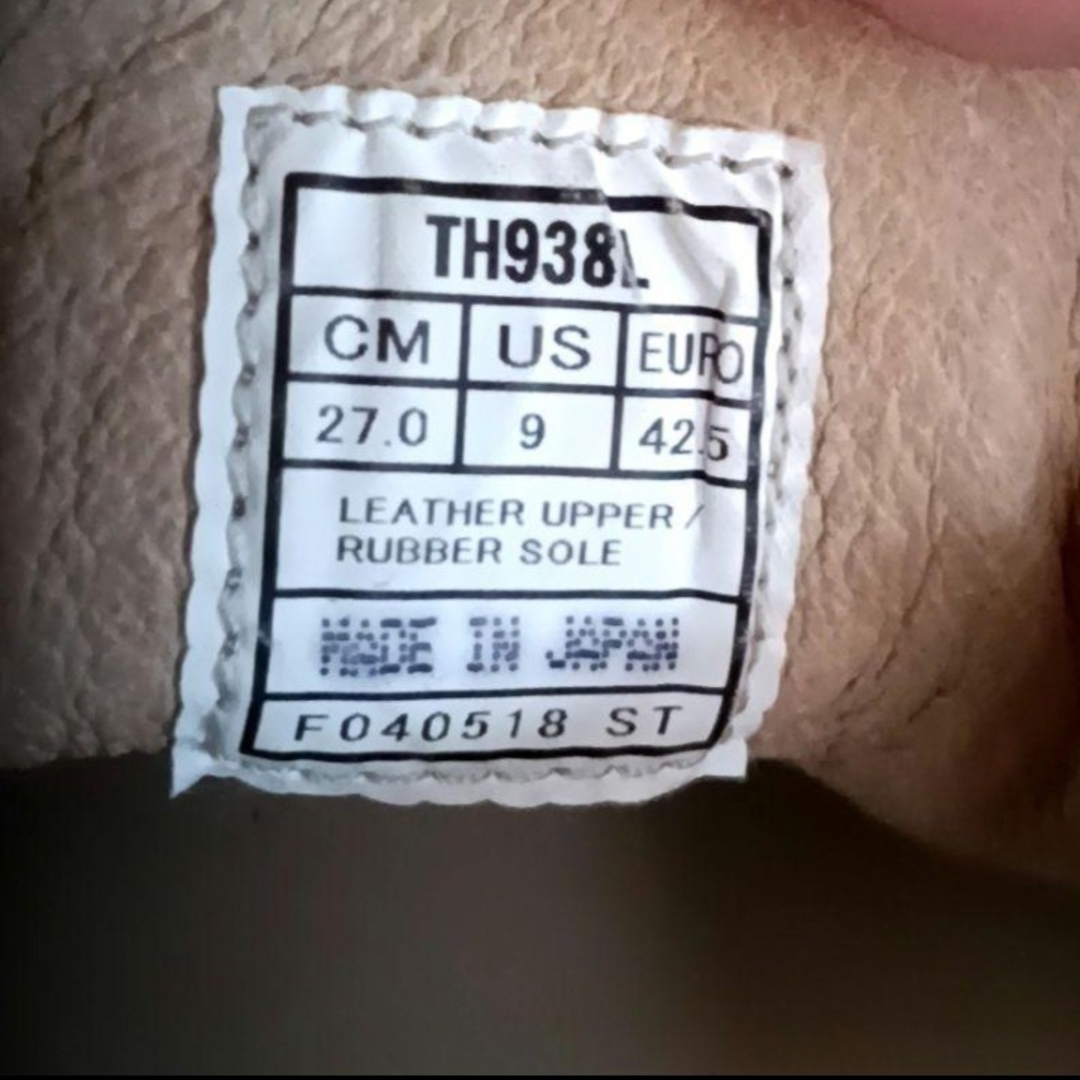 TH938L
CM US EURO
27.0 9 42.5
LEATHER UPPER /
RUBBER SOLE
MADE IN JAPAN
F040518 ST